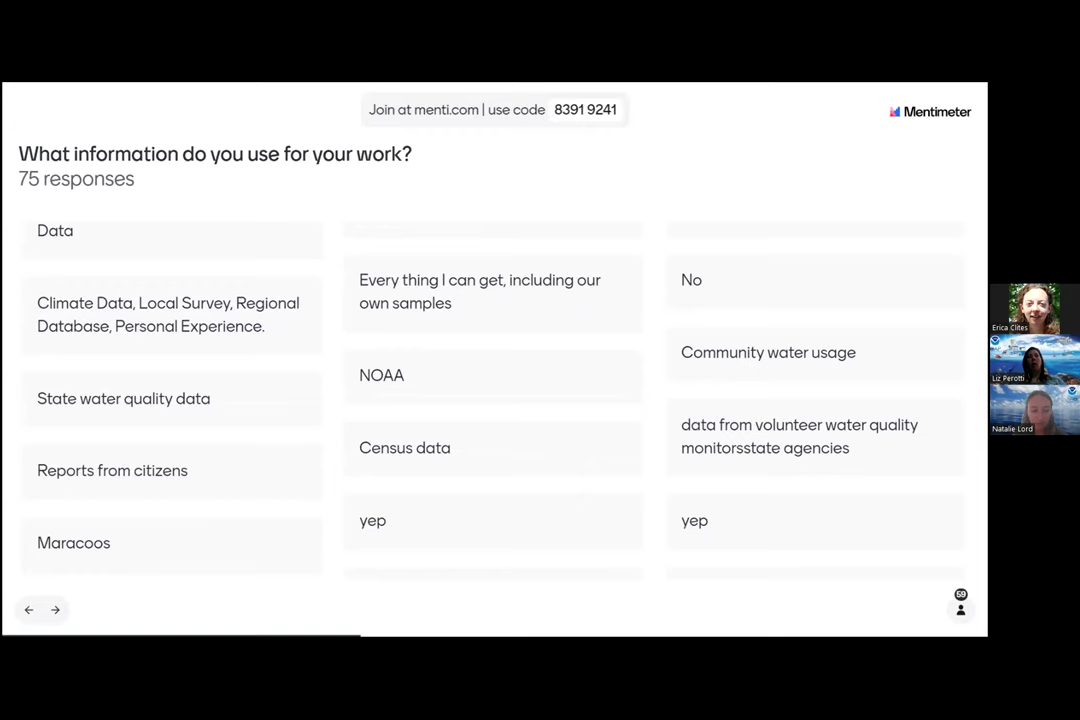 Join at menti.com | use code 8391 9241
Mentimeter
What information do you use for your work?
75 responses
Data
Climate Data, Local Survey, Regional
Database, Personal Experience.
State water quality data
Reports from citizens
Maracoos
Every thing I can get, including our
own samples
NOAA
Census data
yep
No
Community water usage
data from volunteer water quality
monitorsstate agencies
yep
59
Erica Clites
Liz Perotti
Natalie Lord